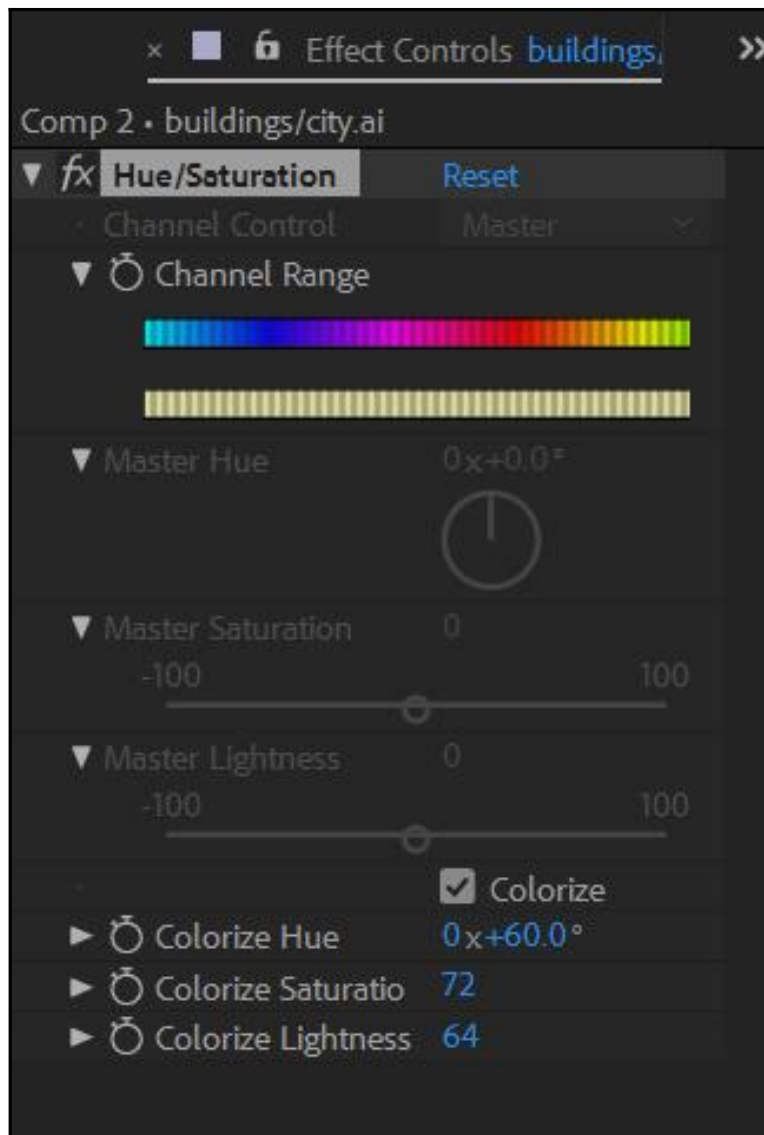 × Effect Controls buildings/ »
Comp 2 • buildings/city.ai
fx Hue/Saturation Reset
Channel Control Master
Channel Range
Master Hue 0x+0.0°
Master Saturation 0
-100 100
Master Lightness 0
-100 100
Colorize
Colorize Hue 0x+60.0°
Colorize Saturatio 72
Colorize Lightness 64